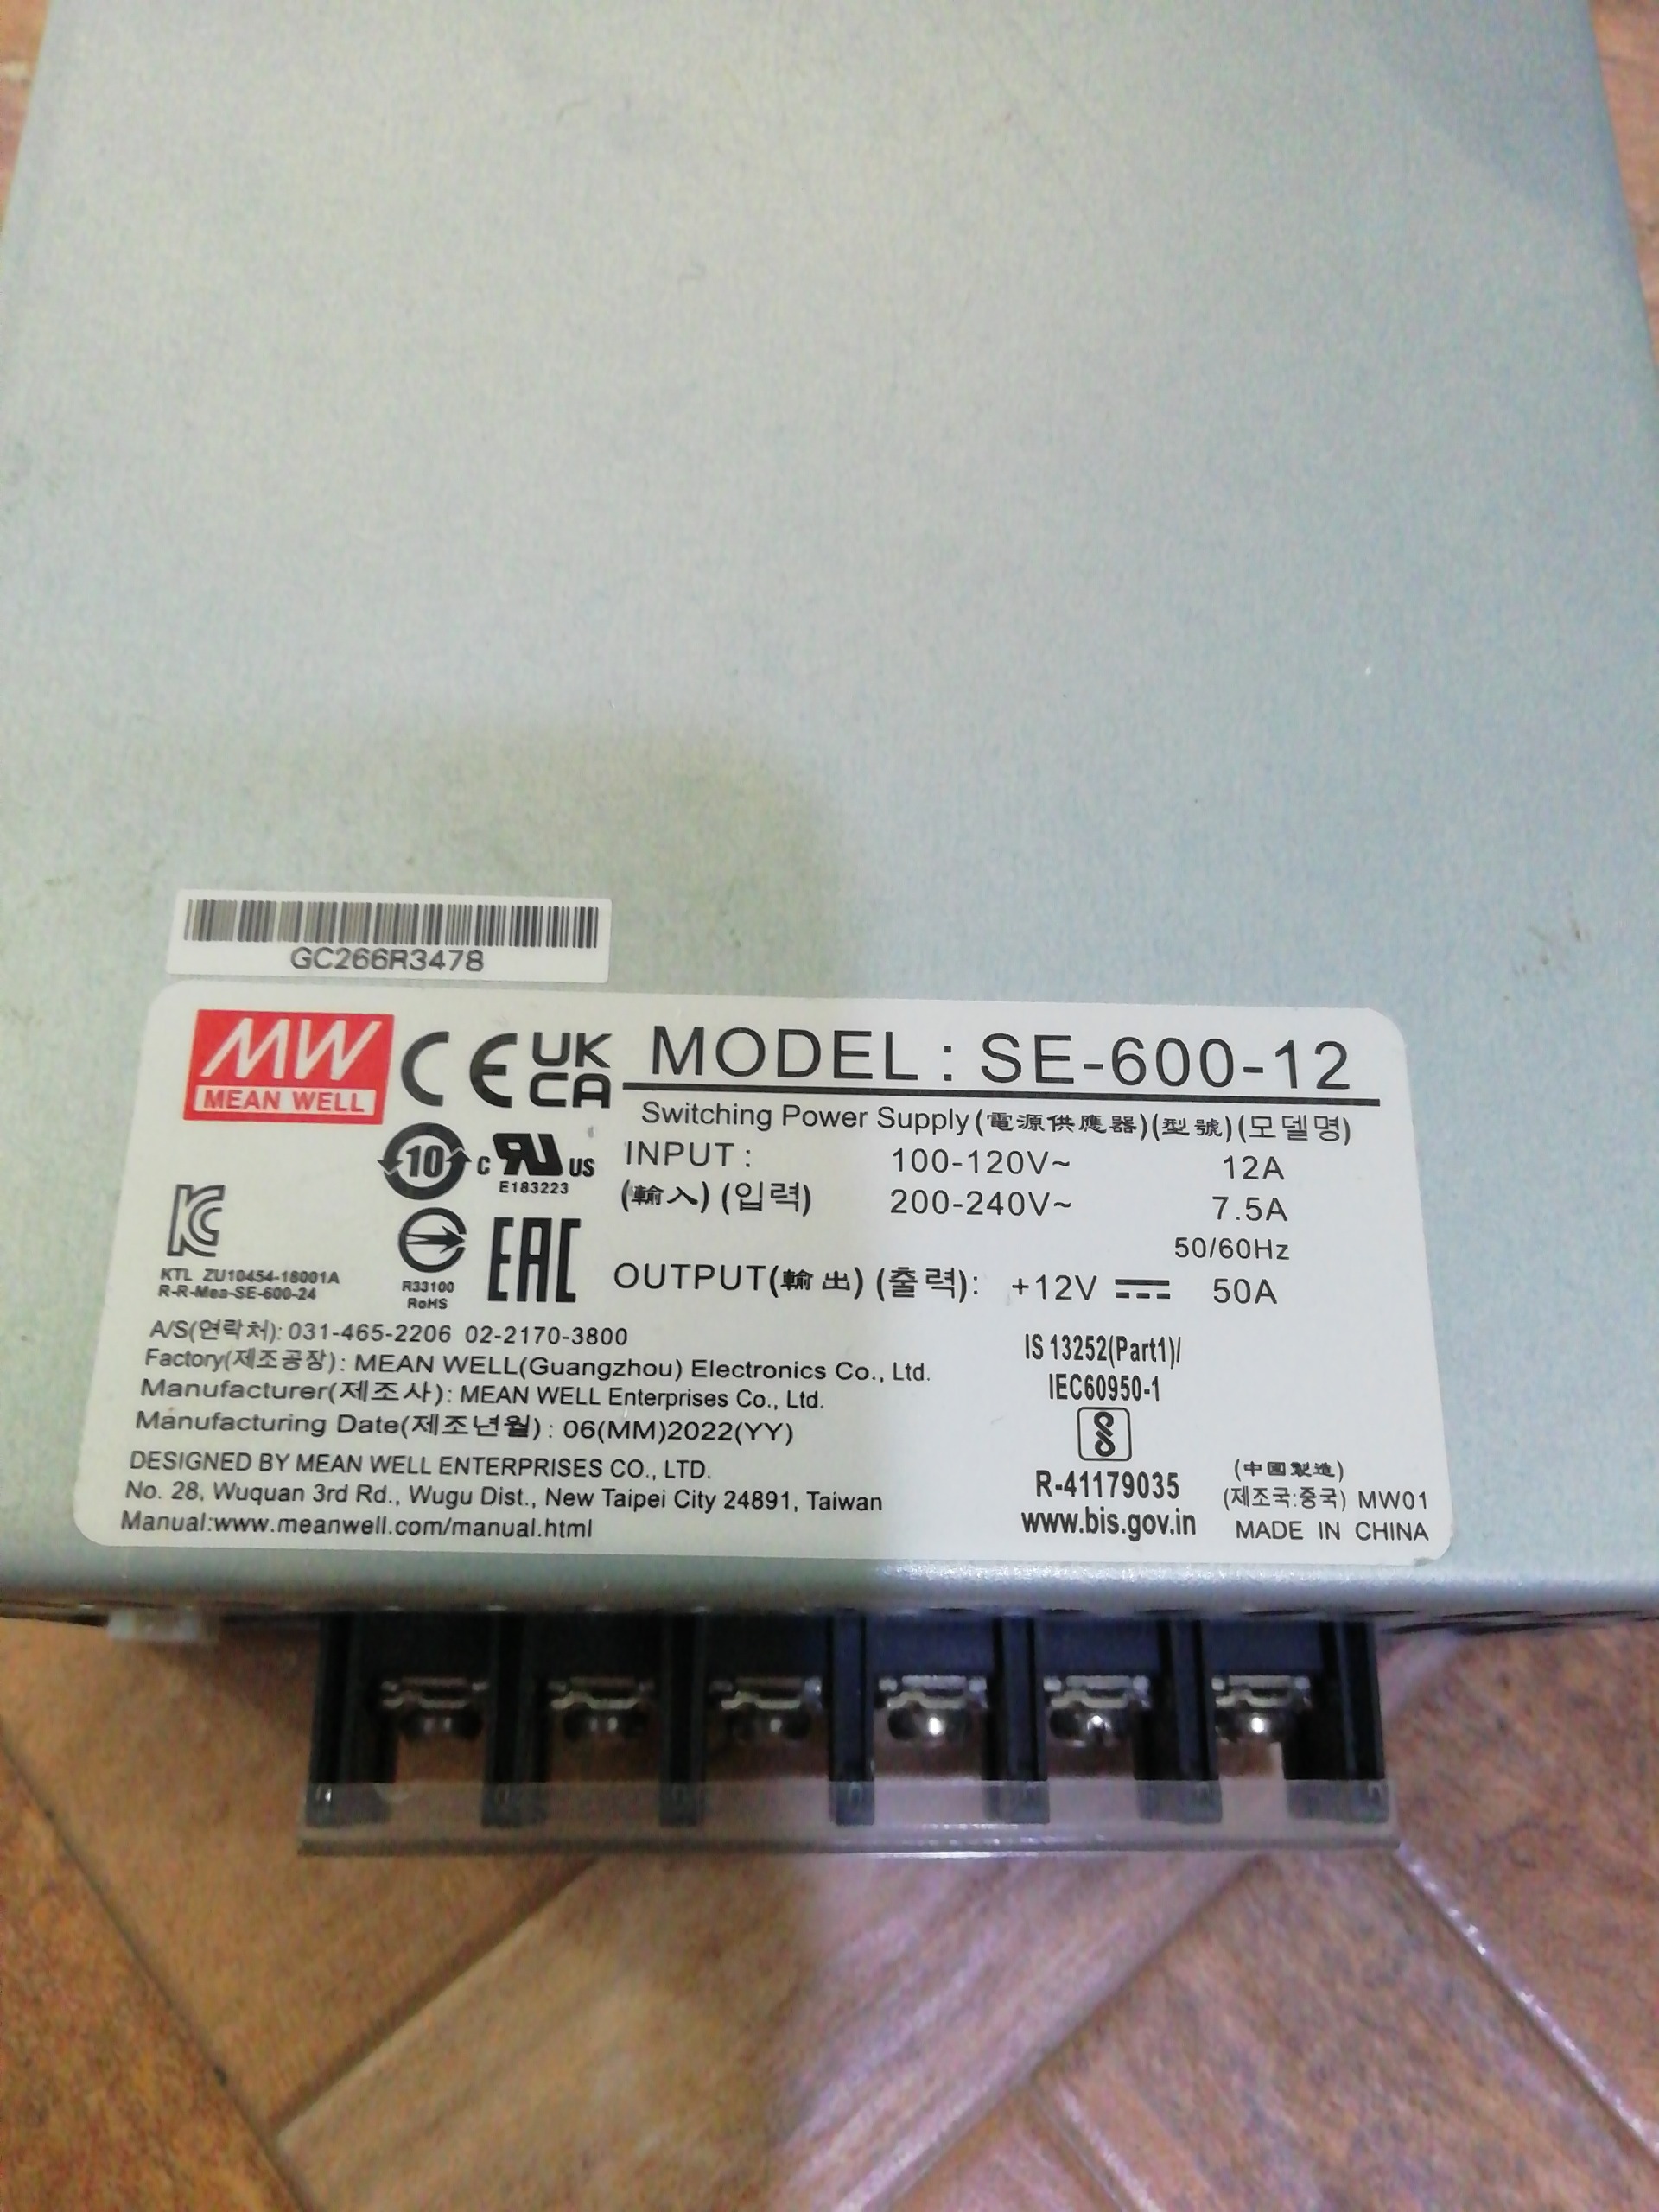 GC266R3478
MW
MEAN WELL
CE UK CA
MODEL : SE-600-12
Switching Power Supply(電源供應器)(型號)(모델명)
10
c RU US
E183223
INPUT : 100-120V~ 12A
(輸入) (입력) 200-240V~ 7.5A
50/60Hz
KC
KTL ZU10454-18001A
R-R-Mea-SE-600-24
R33100
RoHS
EAC
OUTPUT(輸出) (출력): +12V 50A
A/S(연락처): 031-465-2206 02-2170-3800
Factory(제조공장): MEAN WELL(Guangzhou) Electronics Co., Ltd.
Manufacturer(제조사): MEAN WELL Enterprises Co., Ltd.
Manufacturing Date(제조년월) : 06(MM)2022(YY)
DESIGNED BY MEAN WELL ENTERPRISES CO., LTD.
No. 28, Wuquan 3rd Rd., Wugu Dist., New Taipei City 24891, Taiwan
Manual:www.meanwell.com/manual.html
IS 13252(Part1)/
IEC60950-1
R-41179035
www.bis.gov.in
(中國製造)
(제조국:중국) MW01
MADE IN CHINA